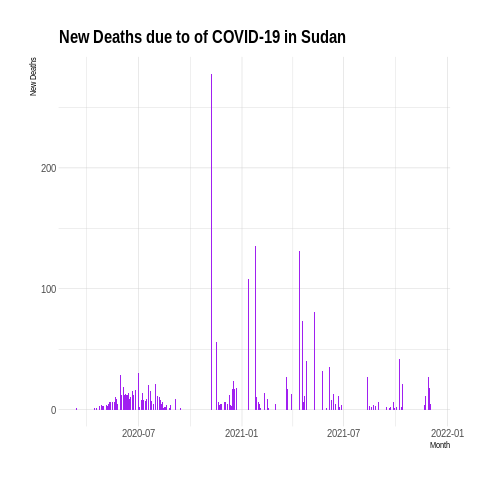 New Deaths due to of COVID-19 in Sudan
New Deaths
200
100
0
2020-07 2021-01 2021-07 2022-01
Month